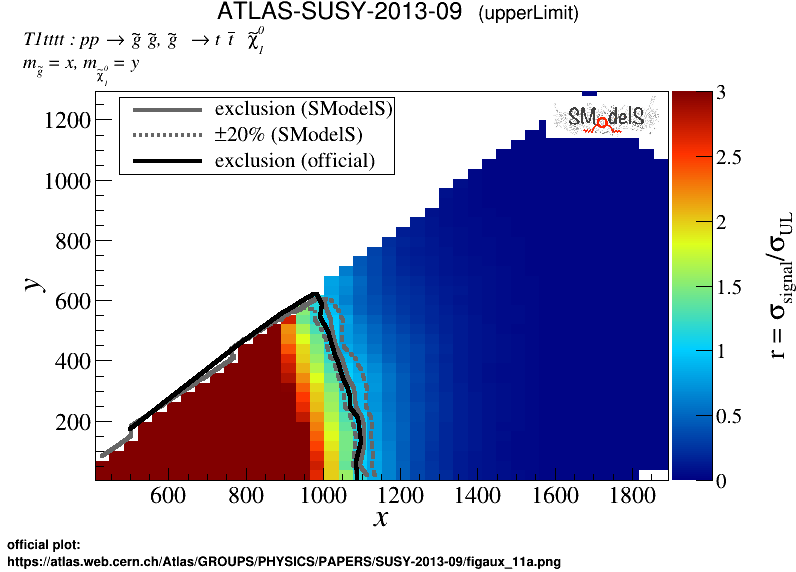 ATLAS-SUSY-2013-09 (upperLimit)
T1tttt : pp → g̃ g̃, g̃ → t t̄ χ̃₁⁰
m_g̃ = x, m_χ̃₁⁰ = y
exclusion (SModelS)
±20% (SModelS)
exclusion (official)
SModelS
1200
1000
800
600
400
200
y
600 800 1000 1200 1400 1600 1800
x
3
2.5
2
1.5
1
0.5
0
r = σ_signal/σ_UL
official plot:
https://atlas.web.cern.ch/Atlas/GROUPS/PHYSICS/PAPERS/SUSY-2013-09/figaux_11a.png